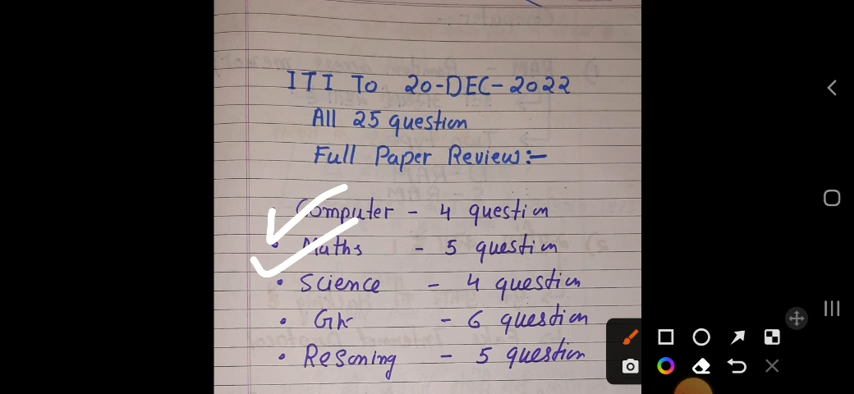 ITI To 20-DEC-2022
All 25 question
Full Paper Review:-
Computer - 4 question
• Maths - 5 question
• Science - 4 question
• Gk - 6 question
• Resoning - 5 question